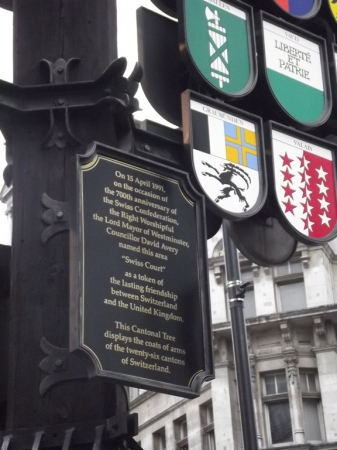 LIBERTÉ
ET
PATRIE
GRAUBÜNDEN
VALAIS
On 15 April 1991,
on the occasion of
the 700th anniversary of
the Swiss Confederation,
the Right Worshipful
the Lord Mayor of Westminster,
Councillor David Avery
named this area
"Swiss Court"
as a token of
the lasting friendship
between Switzerland
and the United Kingdom.
This Cantonal Tree
displays the coats of arms
of the twenty-six cantons
of Switzerland.